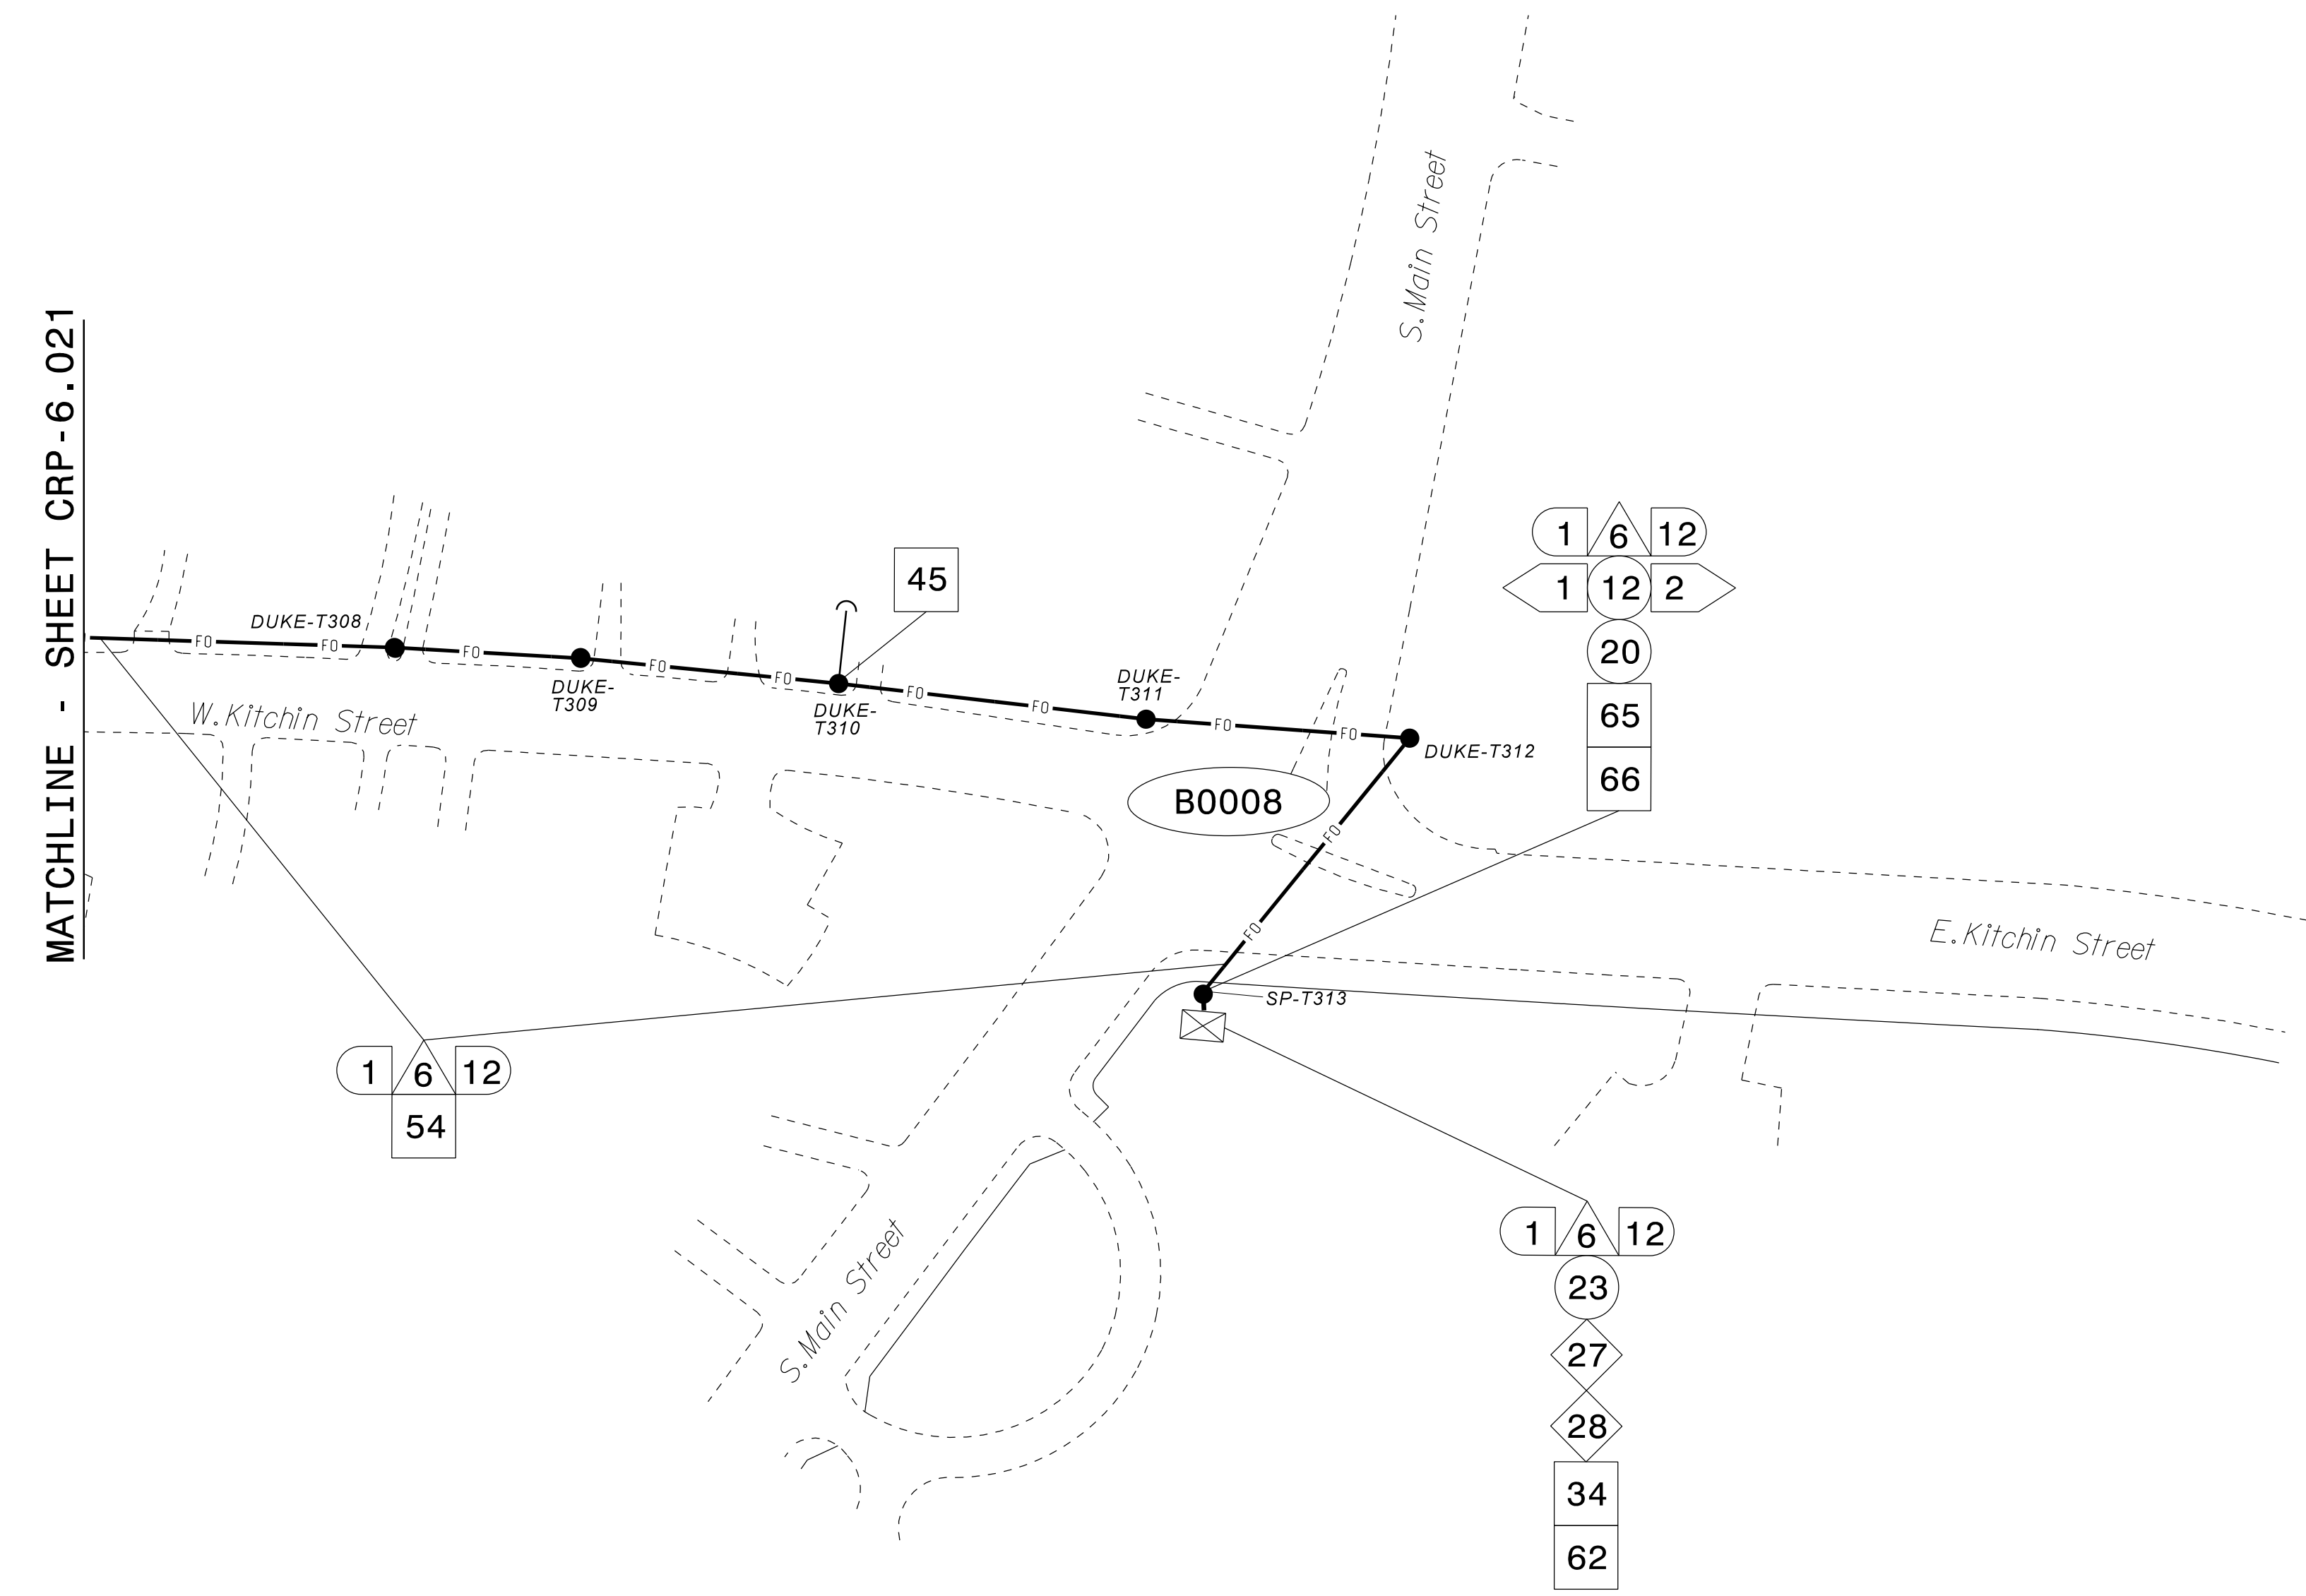 MATCHLINE - SHEET CRP-6.021
S.Main Street
1 6 12
1 12 2
20
65
66
45
DUKE-T308
FO FO FO FO FO FO FO FO FO
DUKE-
T309
DUKE-
T310
DUKE-
T311
DUKE-T312
W.Kitchin Street
B0008
FO
FO
E.Kitchin Street
SP-T313
1 6 12
54
S.Main Street
1 6 12
23
27
28
34
62